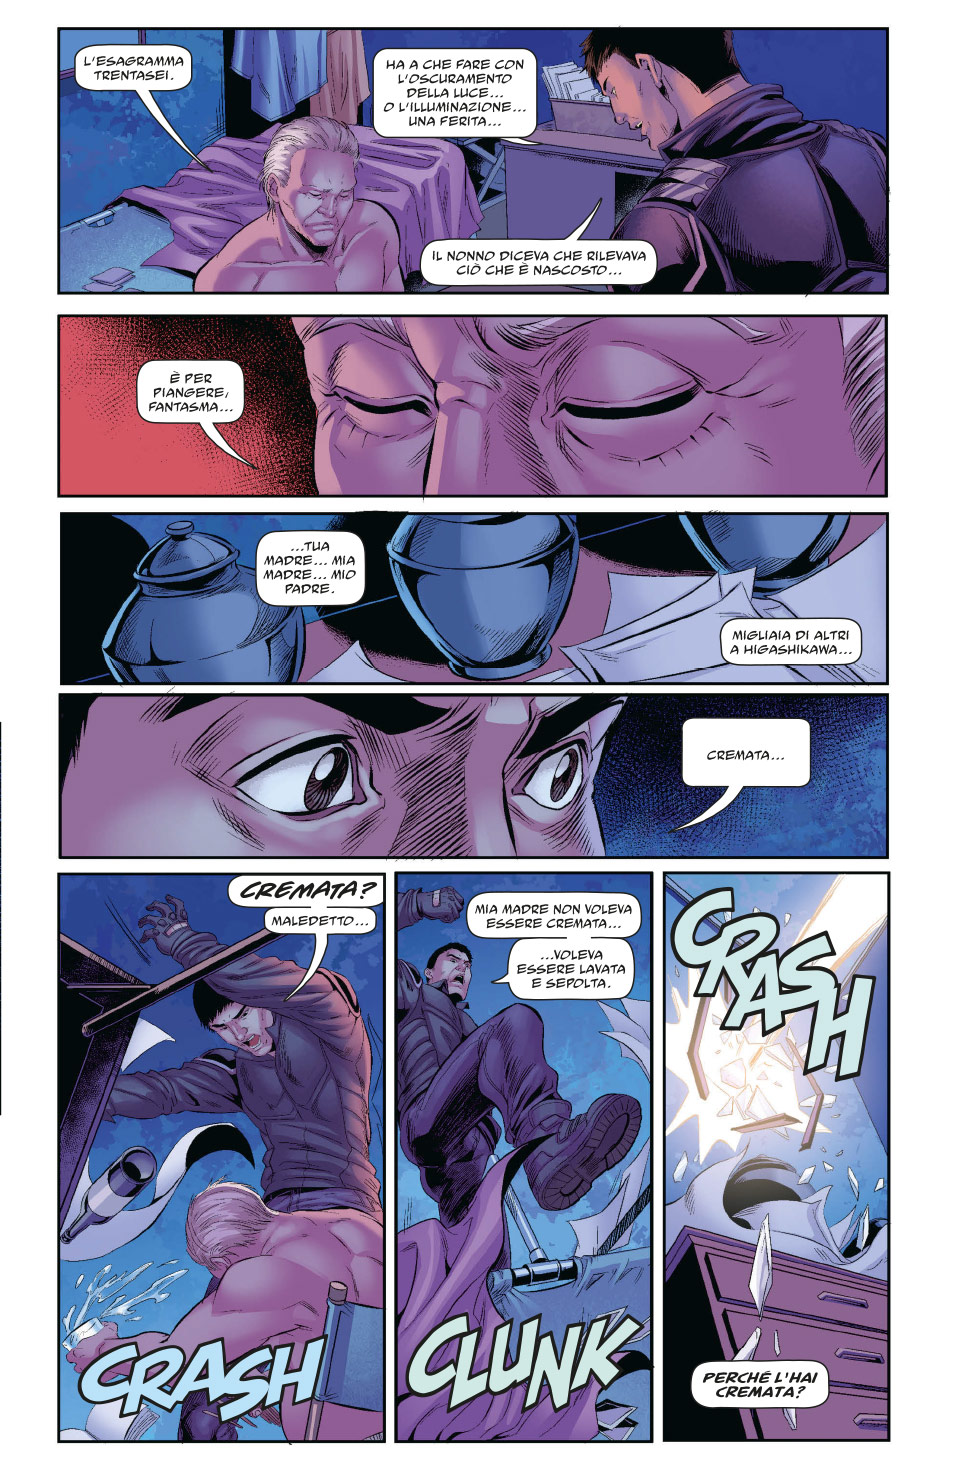 L'ESAGRAMMA
TRENTASEI.
HA A CHE FARE CON
L'OSCURAMENTO
DELLA LUCE...
O L'ILLUMINAZIONE...
UNA FERITA...
IL NONNO DICEVA CHE RILEVAVA
CIÒ CHE È NASCOSTO...
È PER
PIANGERE,
FANTASMA...
...TUA
MADRE... MIA
MADRE... MIO
PADRE.
MIGLIAIA DI ALTRI
A HIGASHIKAWA...
CREMATA...
CREMATA?
MALEDETTO...
CRASH
MIA MADRE NON VOLEVA
ESSERE CREMATA...
...VOLEVA
ESSERE LAVATA
E SEPOLTA.
CLUNK
CRASH
PERCHÉ L'HAI
CREMATA?